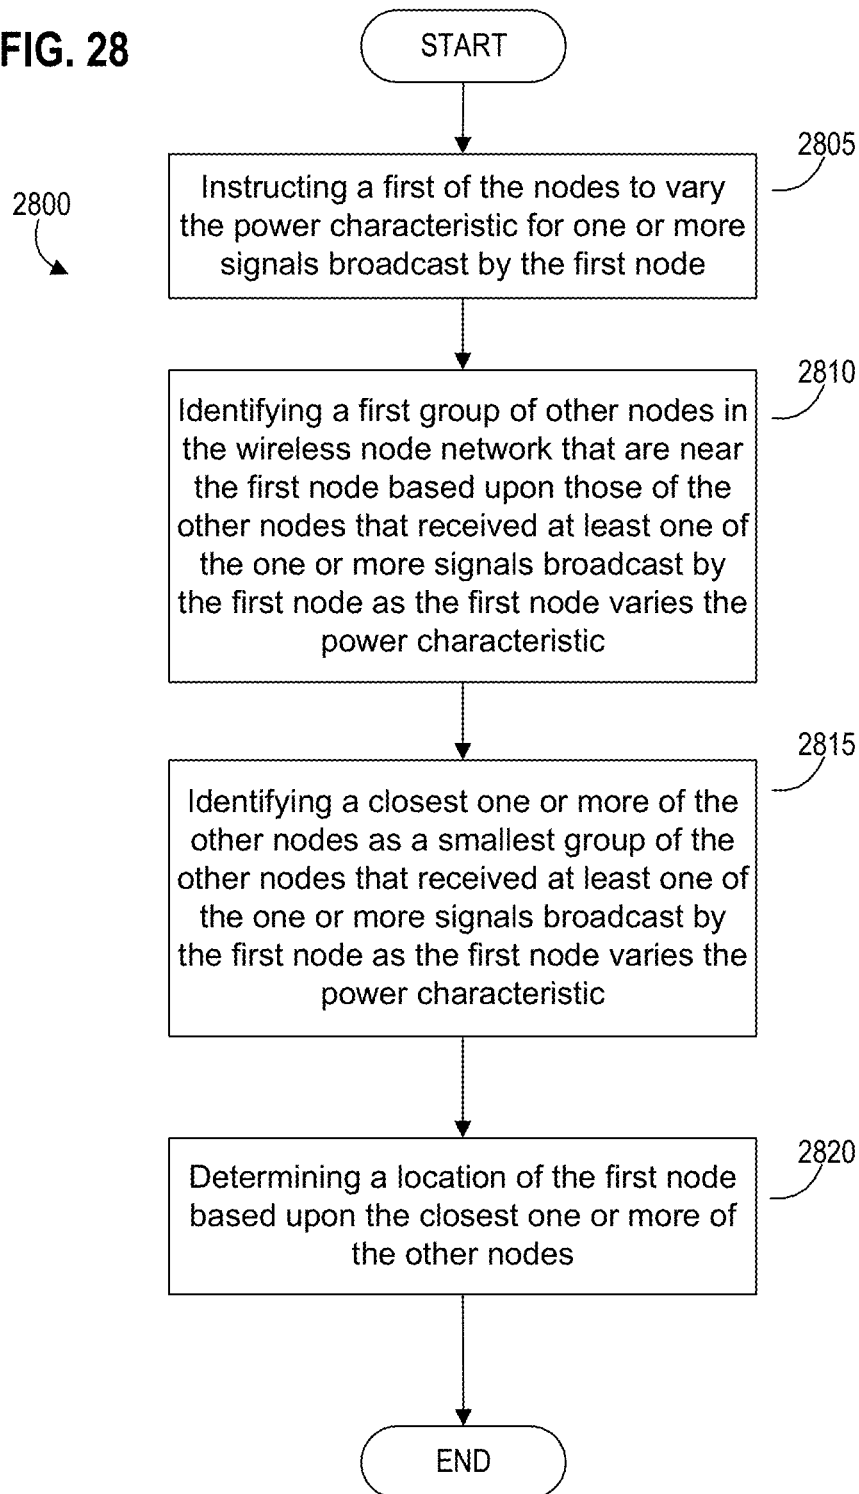 FIG. 28
START
2800
2805
Instructing a first of the nodes to vary
the power characteristic for one or more
signals broadcast by the first node
2810
Identifying a first group of other nodes in
the wireless node network that are near
the first node based upon those of the
other nodes that received at least one of
the one or more signals broadcast by
the first node as the first node varies the
power characteristic
2815
Identifying a closest one or more of the
other nodes as a smallest group of the
other nodes that received at least one of
the one or more signals broadcast by
the first node as the first node varies the
power characteristic
2820
Determining a location of the first node
based upon the closest one or more of
the other nodes
END